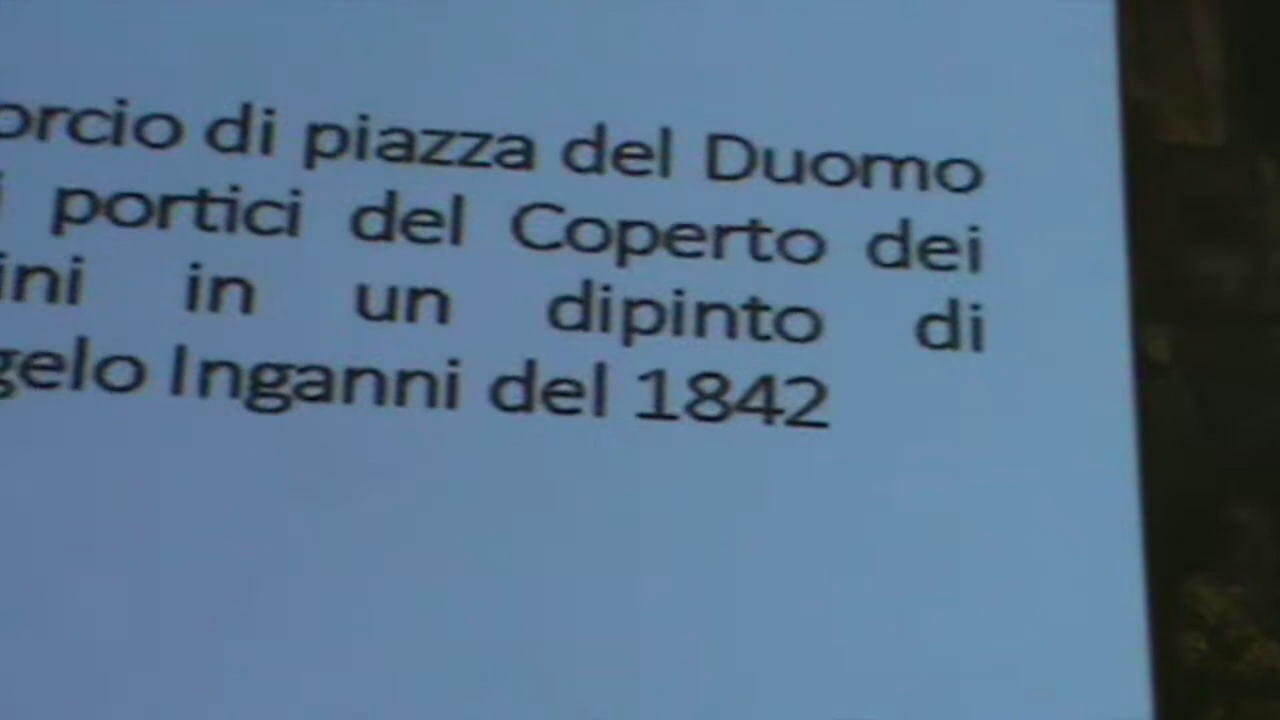 orcio di piazza del Duomo
i portici del Coperto dei
ini in un dipinto di
gelo Inganni del 1842